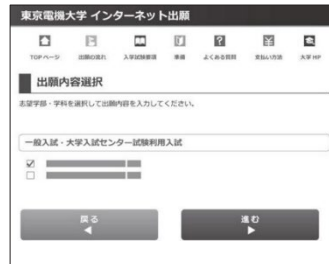 東京電機大学 インターネット出願
TOP ページ
出願の流れ
入学試験要項
準備
よくある質問
支払い方法
大学 HP
出願内容選択
志望学部・学科を選択して出願内容を入力してください。
一般入試・大学入試センター試験利用入試
戻る
進む